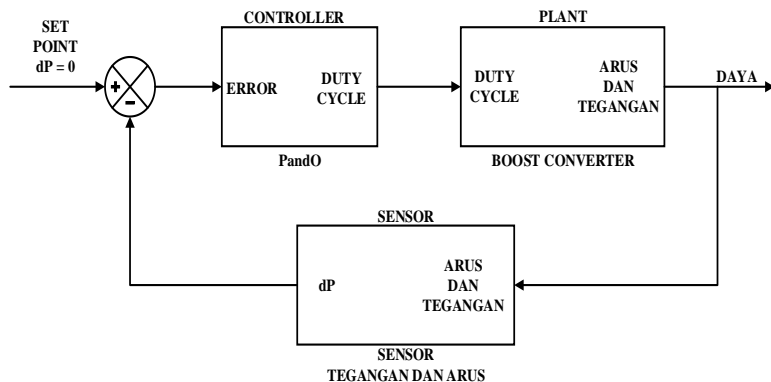 SET
POINT
dP = 0
+
-
CONTROLLER
ERROR
DUTY
CYCLE
PandO
PLANT
DUTY
CYCLE
ARUS
DAN
TEGANGAN
BOOST CONVERTER
DAYA
SENSOR
dP
ARUS
DAN
TEGANGAN
SENSOR
TEGANGAN DAN ARUS